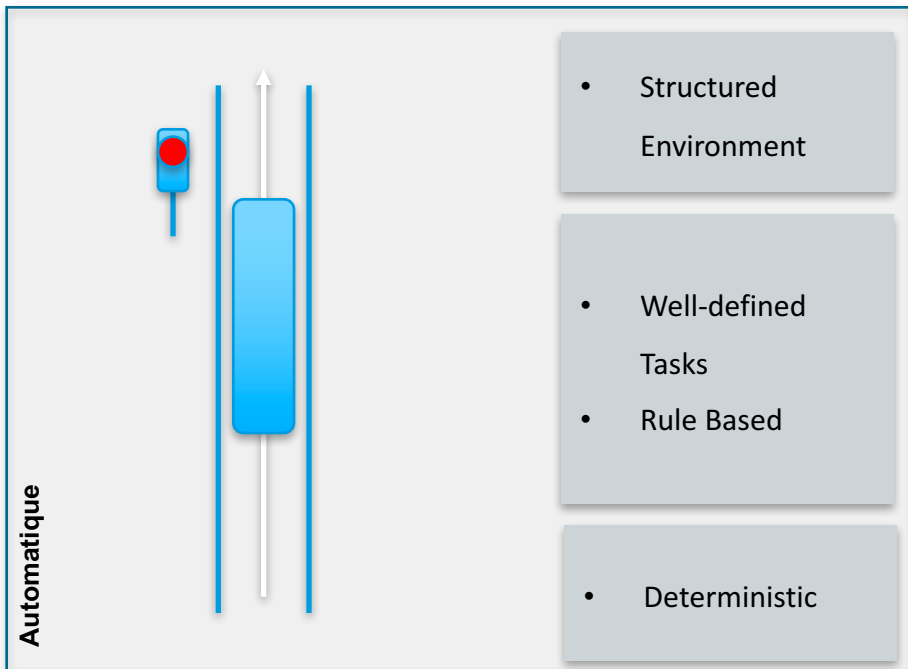 Automatique
• Structured
Environment
• Well-defined
Tasks
• Rule Based
• Deterministic